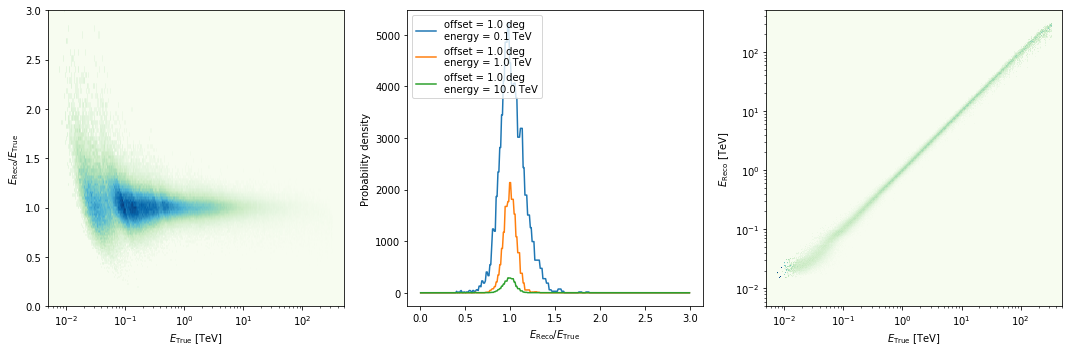 3.0
2.5
2.0
1.5
1.0
0.5
0.0
E_Reco/E_True
10^−2
10^−1
10^0
10^1
10^2
E_True [TeV]
offset = 1.0 deg
energy = 0.1 TeV
offset = 1.0 deg
energy = 1.0 TeV
offset = 1.0 deg
energy = 10.0 TeV
5000
4000
3000
2000
1000
0
Probability density
0.0
0.5
1.0
1.5
2.0
2.5
3.0
E_Reco/E_True
10^2
10^1
10^0
10^−1
10^−2
E_Reco [TeV]
10^−2
10^−1
10^0
10^1
10^2
E_True [TeV]